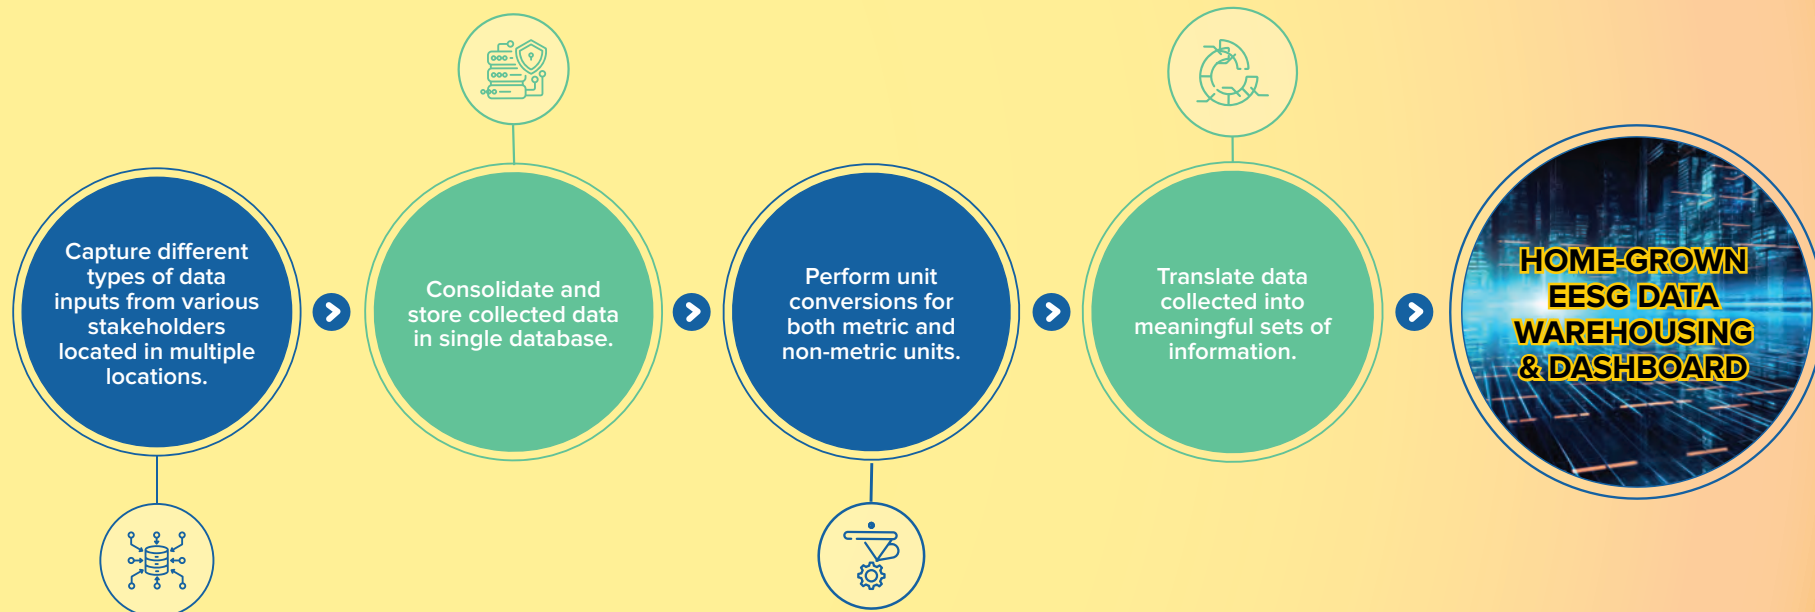 Capture different
types of data
inputs from various
stakeholders
located in multiple
locations.
Consolidate and
store collected data
in single database.
Perform unit
conversions for
both metric and
non-metric units.
Translate data
collected into
meaningful sets of
information.
HOME-GROWN
EESG DATA
WAREHOUSING
& DASHBOARD